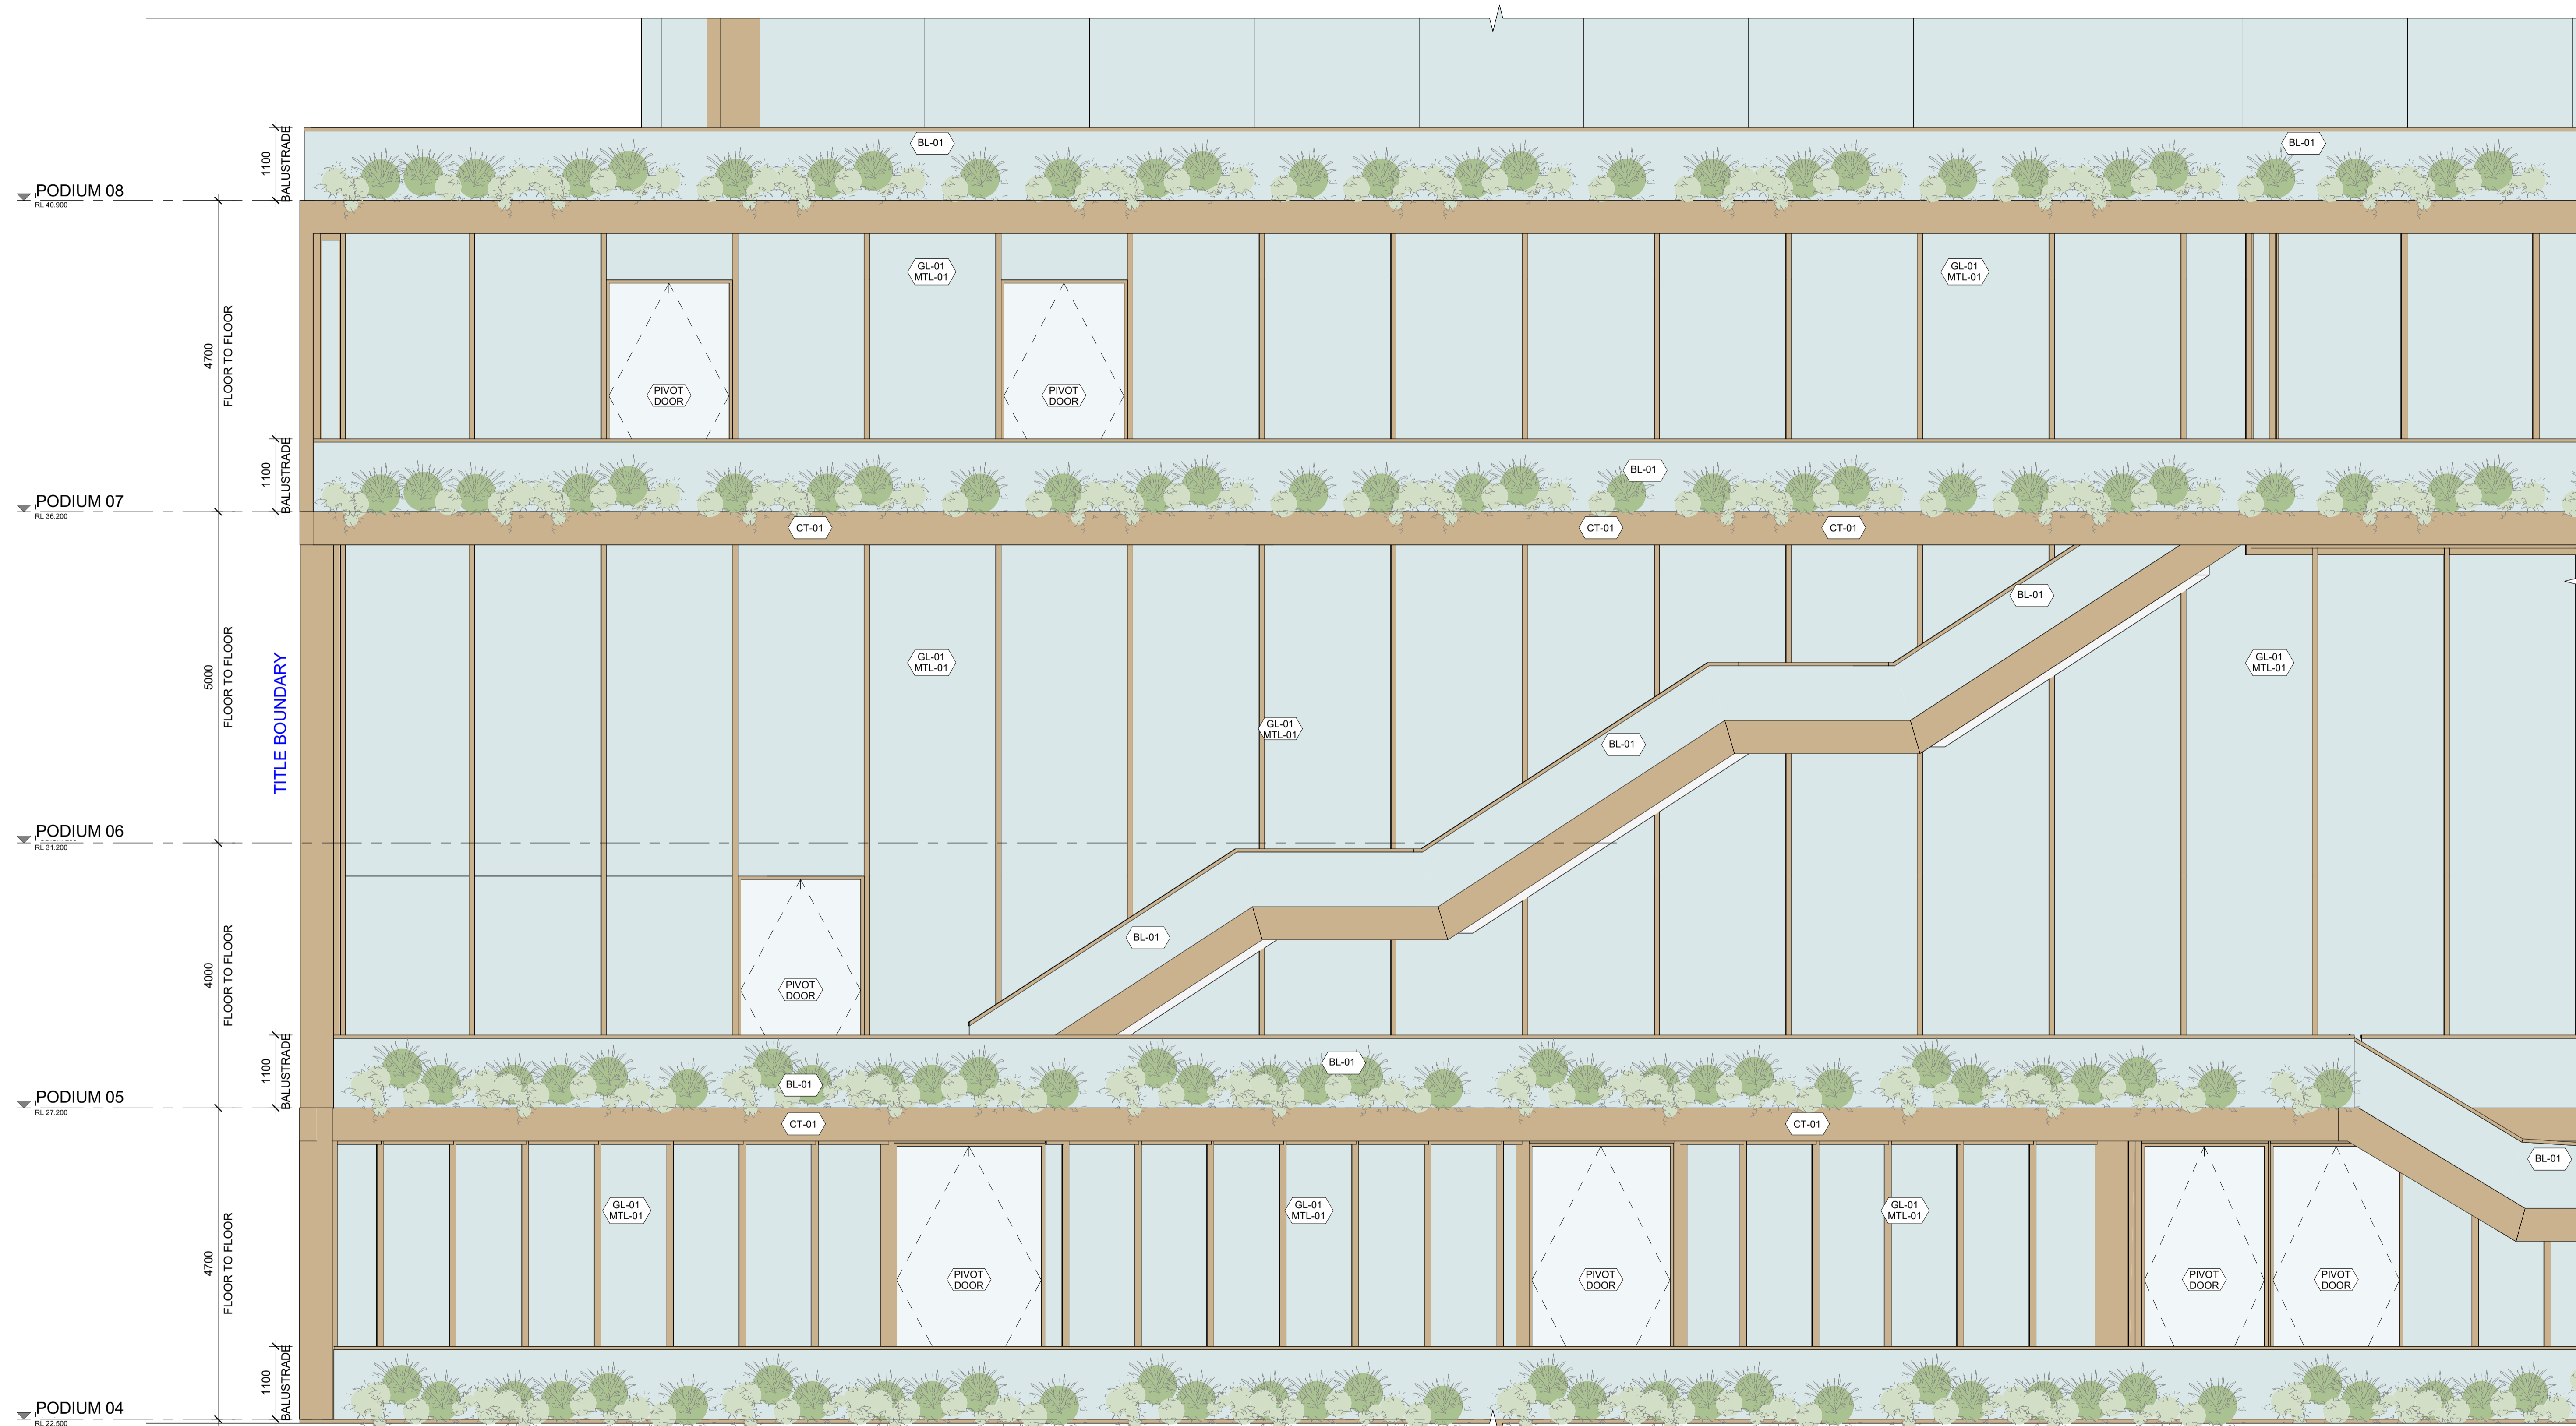 BL-01
BL-01
1100
BALUSTRADE
PODIUM 08
RL 40.900
GL-01
MTL-01
GL-01
MTL-01
4700
FLOOR TO FLOOR
PIVOT
DOOR
PIVOT
DOOR
1100
BALUSTRADE
BL-01
PODIUM 07
RL 36.200
CT-01
CT-01
CT-01
BL-01
5000
FLOOR TO FLOOR
TITLE BOUNDARY
GL-01
MTL-01
GL-01
MTL-01
GL-01
MTL-01
BL-01
PODIUM 06
RL 31.200
4000
FLOOR TO FLOOR
BL-01
PIVOT
DOOR
1100
BALUSTRADE
BL-01
BL-01
PODIUM 05
RL 27.200
CT-01
CT-01
BL-01
GL-01
MTL-01
GL-01
MTL-01
GL-01
MTL-01
4700
FLOOR TO FLOOR
PIVOT
DOOR
PIVOT
DOOR
PIVOT
DOOR
PIVOT
DOOR
1100
BALUSTRADE
PODIUM 04
RL 22.500